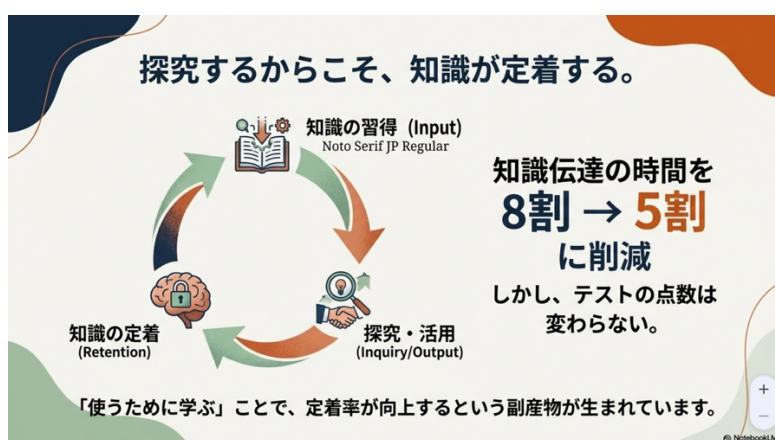 探究するからこそ、知識が定着する。
知識の習得 (Input)
Noto Serif JP Regular
知識の定着
(Retention)
探究・活用
(Inquiry/Output)
知識伝達の時間を
8割 → 5割
に削減
しかし、テストの点数は
変わらない。
「使うために学ぶ」ことで、定着率が向上するという副産物が生まれています。